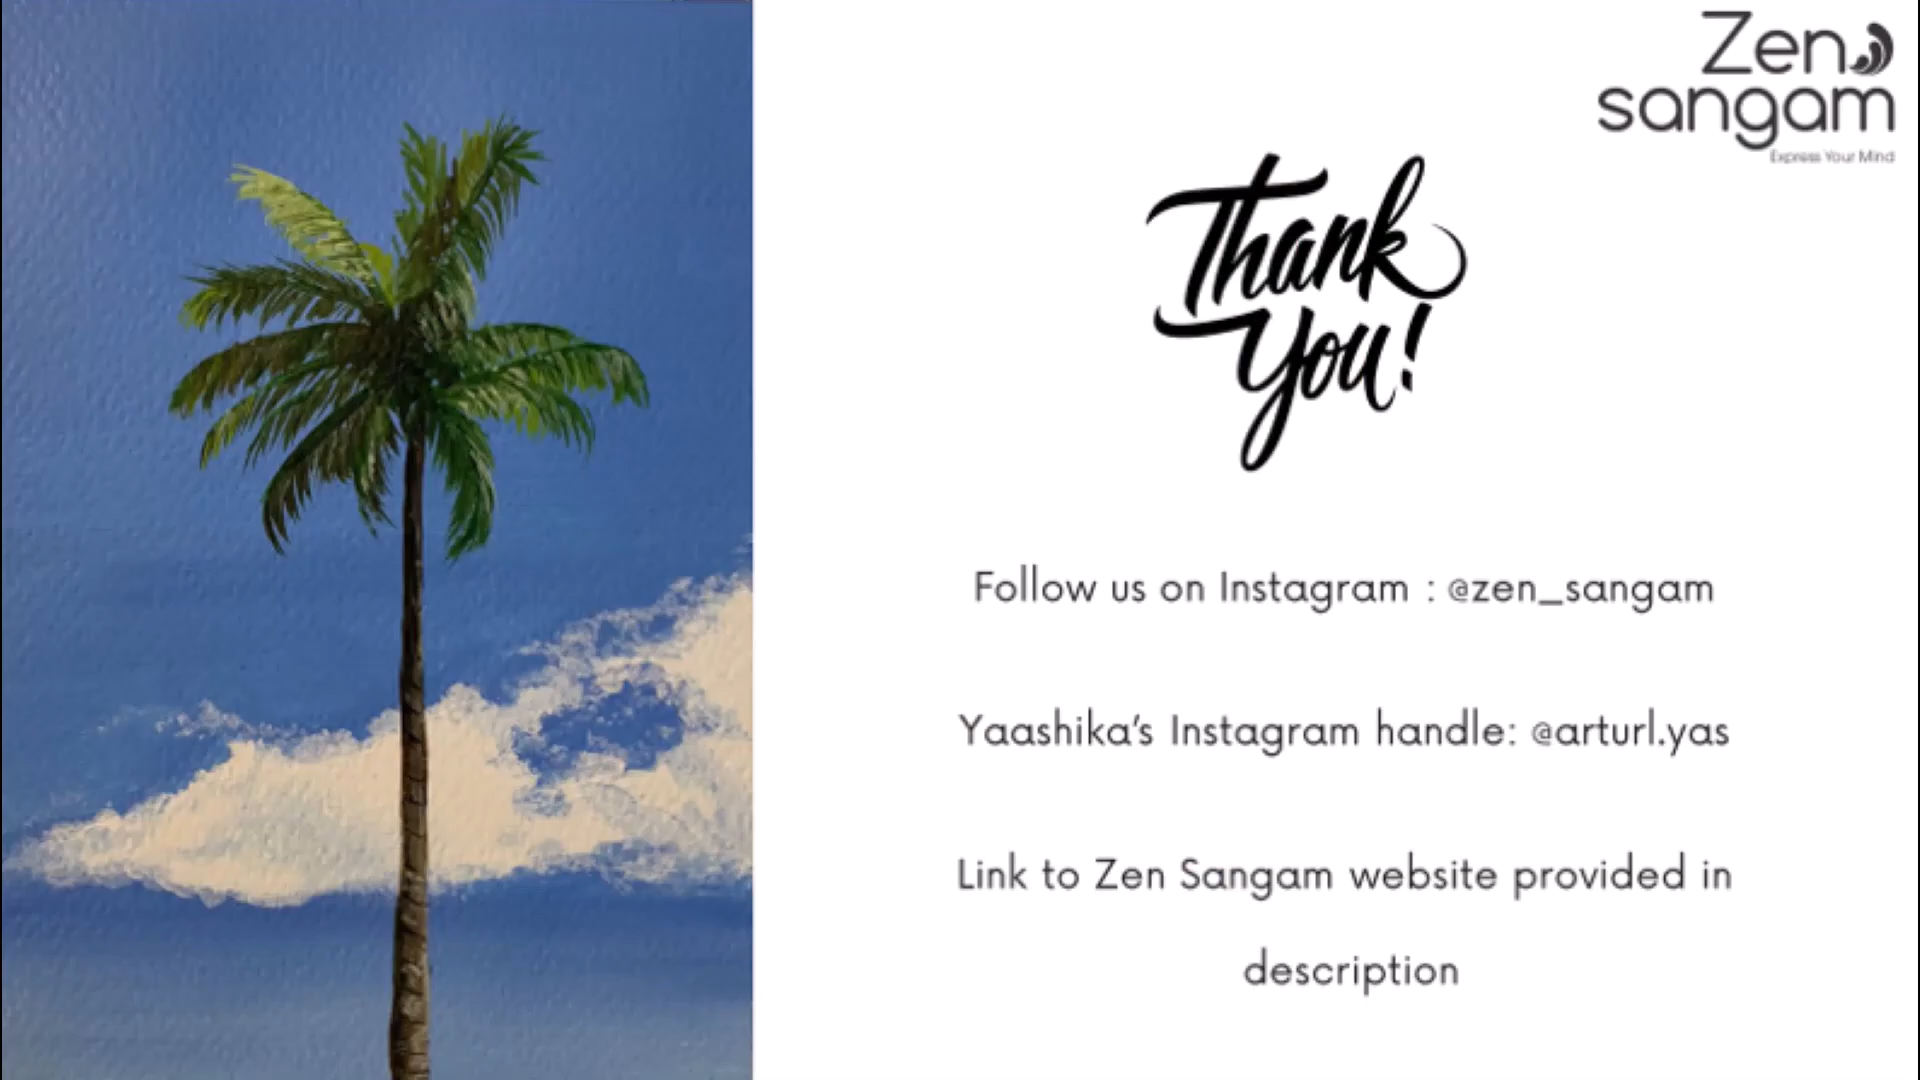 Zen
sangam
Express Your Mind
Thank
You!
Follow us on Instagram : @zen_sangam
Yaashika's Instagram handle: @arturl.yas
Link to Zen Sangam website provided in
description